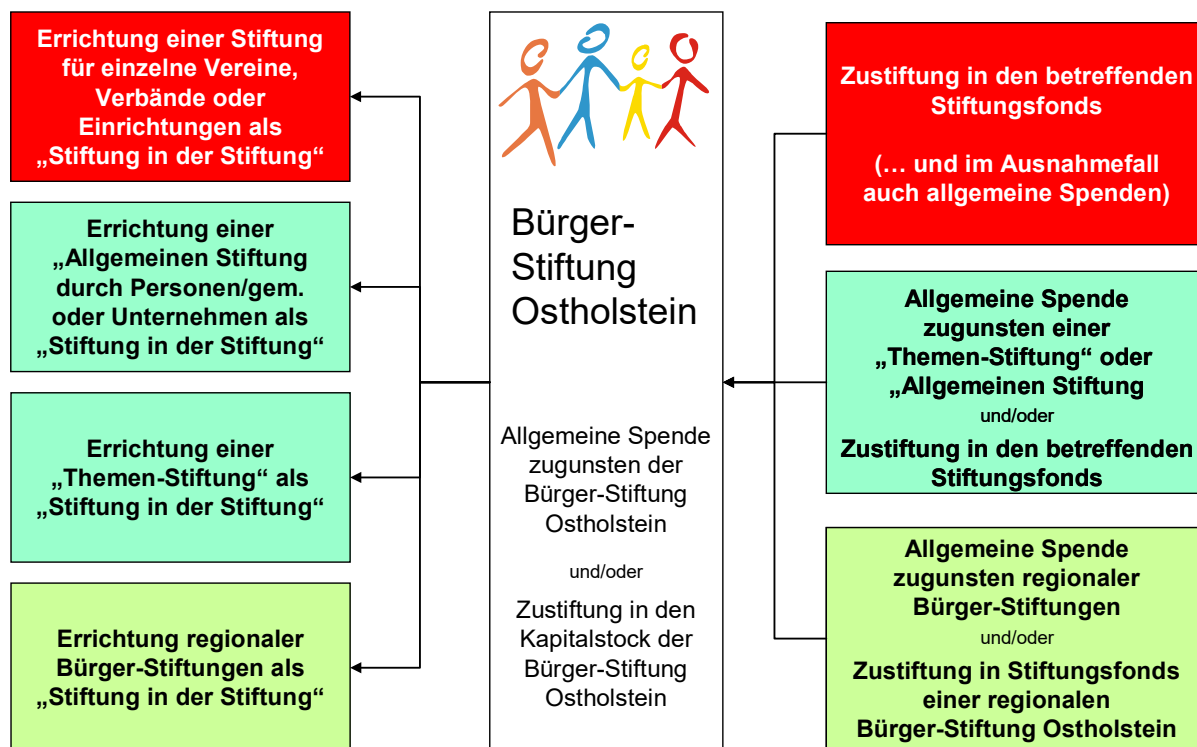 Errichtung einer Stiftung
für einzelne Vereine,
Verbände oder
Einrichtungen als
„Stiftung in der Stiftung“
Errichtung einer
„Allgemeinen Stiftung
durch Personen/gem.
oder Unternehmen als
„Stiftung in der Stiftung“
Errichtung einer
„Themen-Stiftung“ als
„Stiftung in der Stiftung“
Errichtung regionaler
Bürger-Stiftungen als
„Stiftung in der Stiftung“
Bürger-
Stiftung
Ostholstein
Allgemeine Spende
zugunsten der
Bürger-Stiftung
Ostholstein
und/oder
Zustiftung in den
Kapitalstock der
Bürger-Stiftung
Ostholstein
Zustiftung in den betreffenden
Stiftungsfonds
(… und im Ausnahmefall
auch allgemeine Spenden)
Allgemeine Spende
zugunsten einer
„Themen-Stiftung“ oder
„Allgemeinen Stiftung
und/oder
Zustiftung in den betreffenden
Stiftungsfonds
Allgemeine Spende
zugunsten regionaler
Bürger-Stiftungen
und/oder
Zustiftung in Stiftungsfonds
einer regionalen
Bürger-Stiftung Ostholstein